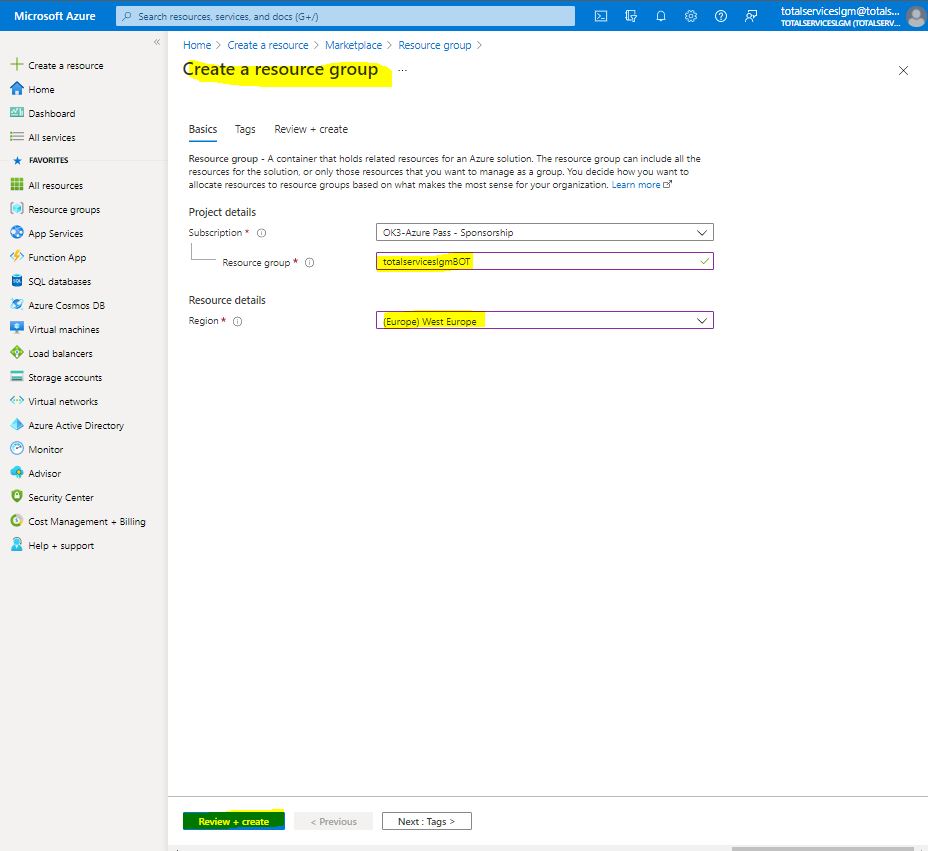 Microsoft Azure
Search resources, services, and docs (G+/)
totalserviceslgm@totals...
TOTALSERVICESLGM (TOTALSERV...
«
Create a resource
Home
Dashboard
All services
FAVORITES
All resources
Resource groups
App Services
Function App
SQL databases
Azure Cosmos DB
Virtual machines
Load balancers
Storage accounts
Virtual networks
Azure Active Directory
Monitor
Advisor
Security Center
Cost Management + Billing
Help + support
Home > Create a resource > Marketplace > Resource group >
Create a resource group ...
Basics Tags Review + create
Resource group - A container that holds related resources for an Azure solution. The resource group can include all the
resources for the solution, or only those resources that you want to manage as a group. You decide how you want to
allocate resources to resource groups based on what makes the most sense for your organization. Learn more
Project details
Subscription * OK3-Azure Pass - Sponsorship
Resource group * totalserviceslgmBOT
Resource details
Region * (Europe) West Europe
Review + create < Previous Next : Tags >